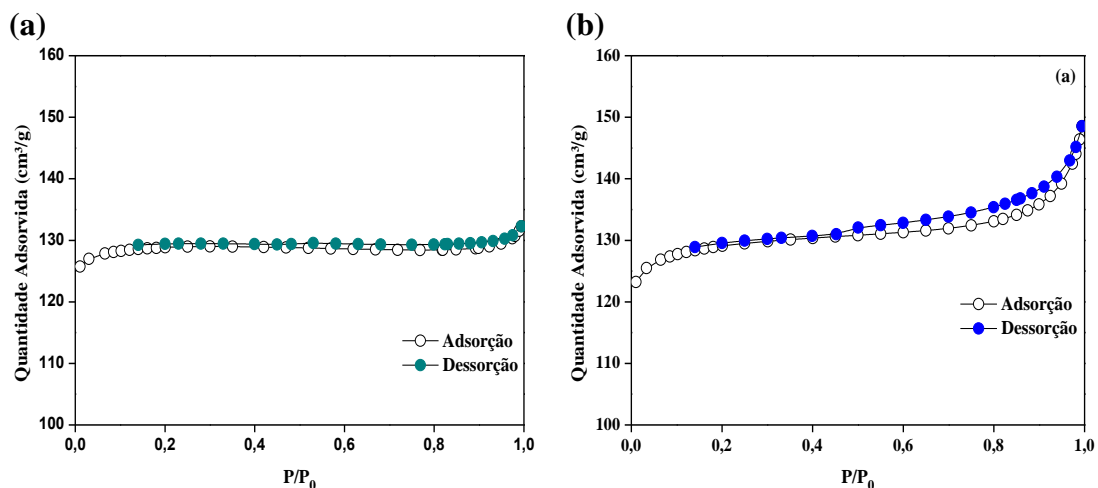 (a)
160
150
140
130
120
110
100
Quantidade Adsorvida (cm³/g)
Adsorção
Dessorção
0,0 0,2 0,4 0,6 0,8 1,0
P/P₀
(b)
(a)
160
150
140
130
120
110
100
Quantidade Adsorvida (cm³/g)
Adsorção
Dessorção
0,0 0,2 0,4 0,6 0,8 1,0
P/P₀